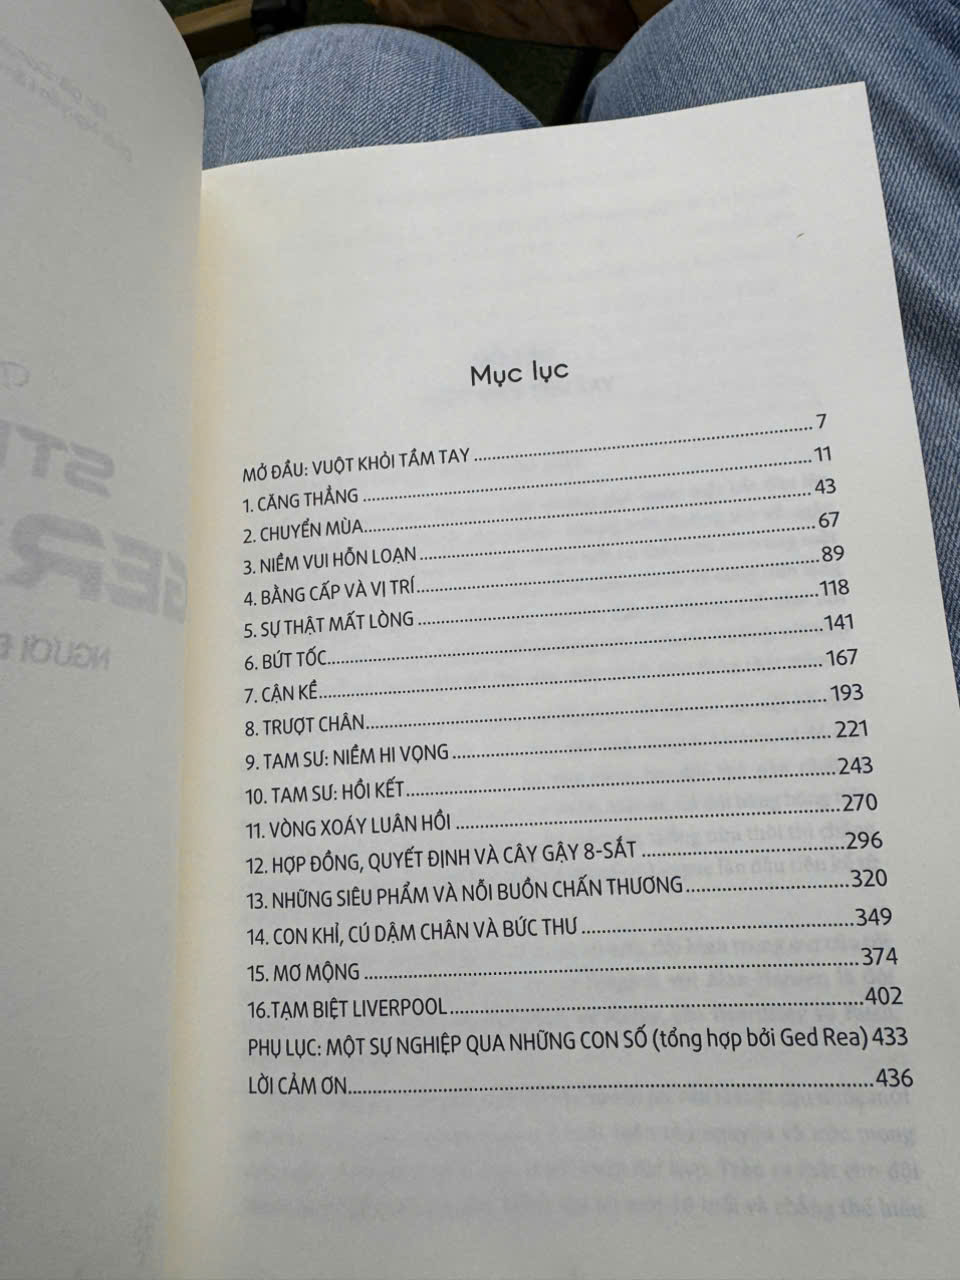 Mục lục
MỞ ĐẦU: VUỘT KHỎI TẦM TAY ........ 7
1. CĂNG THẲNG ........ 11
2. CHUYỂN MÙA ........ 43
3. NIỀM VUI HỖN LOẠN ........ 67
4. BẰNG CẤP VÀ VỊ TRÍ ........ 89
5. SỰ THẬT MẤT LÒNG ........ 118
6. BỨT TỐC ........ 141
7. CẬN KỀ ........ 167
8. TRƯỢT CHÂN ........ 193
9. TAM SƯ: NIỀM HI VỌNG ........ 221
10. TAM SƯ: HỒI KẾT ........ 243
11. VÒNG XOÁY LUÂN HỒI ........ 270
12. HỢP ĐỒNG, QUYẾT ĐỊNH VÀ CÂY GẬY 8-SẮT ........ 296
13. NHỮNG SIÊU PHẨM VÀ NỖI BUỒN CHẤN THƯƠNG ........ 320
14. CON KHỈ, CÚ DẬM CHÂN VÀ BỨC THƯ ........ 349
15. MƠ MỘNG ........ 374
16.TẠM BIỆT LIVERPOOL ........ 402
PHỤ LỤC: MỘT SỰ NGHIỆP QUA NHỮNG CON SỐ (tổng hợp bởi Ged Rea) 433
LỜI CẢM ƠN ........ 436